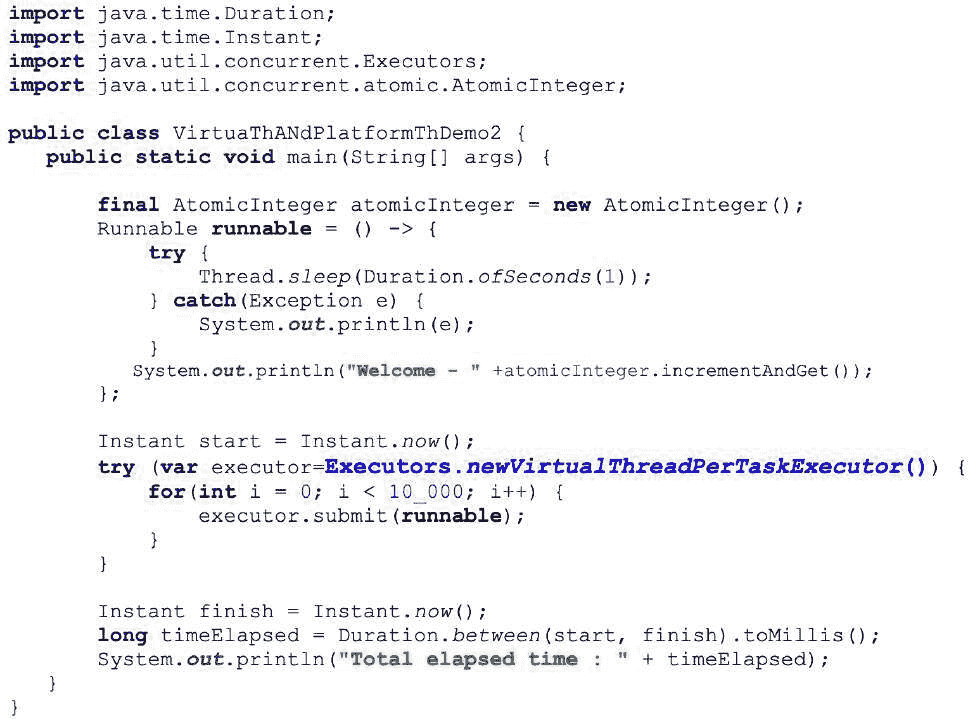 import java.time.Duration;
import java.time.Instant;
import java.util.concurrent.Executors;
import java.util.concurrent.atomic.AtomicInteger;

public class VirtuaThANdPlatformThDemo2 {
   public static void main(String[] args) {

       final AtomicInteger atomicInteger = new AtomicInteger();
       Runnable runnable = () -> {
           try {
               Thread.sleep(Duration.ofSeconds(1));
           } catch(Exception e) {
               System.out.println(e);
           }
          System.out.println("Welcome - " +atomicInteger.incrementAndGet());
       };

       Instant start = Instant.now();
       try (var executor=Executors.newVirtualThreadPerTaskExecutor()) {
           for(int i = 0; i < 10_000; i++) {
               executor.submit(runnable);
           }
       }

       Instant finish = Instant.now();
       long timeElapsed = Duration.between(start, finish).toMillis();
       System.out.println("Total elapsed time : " + timeElapsed);
   }
}